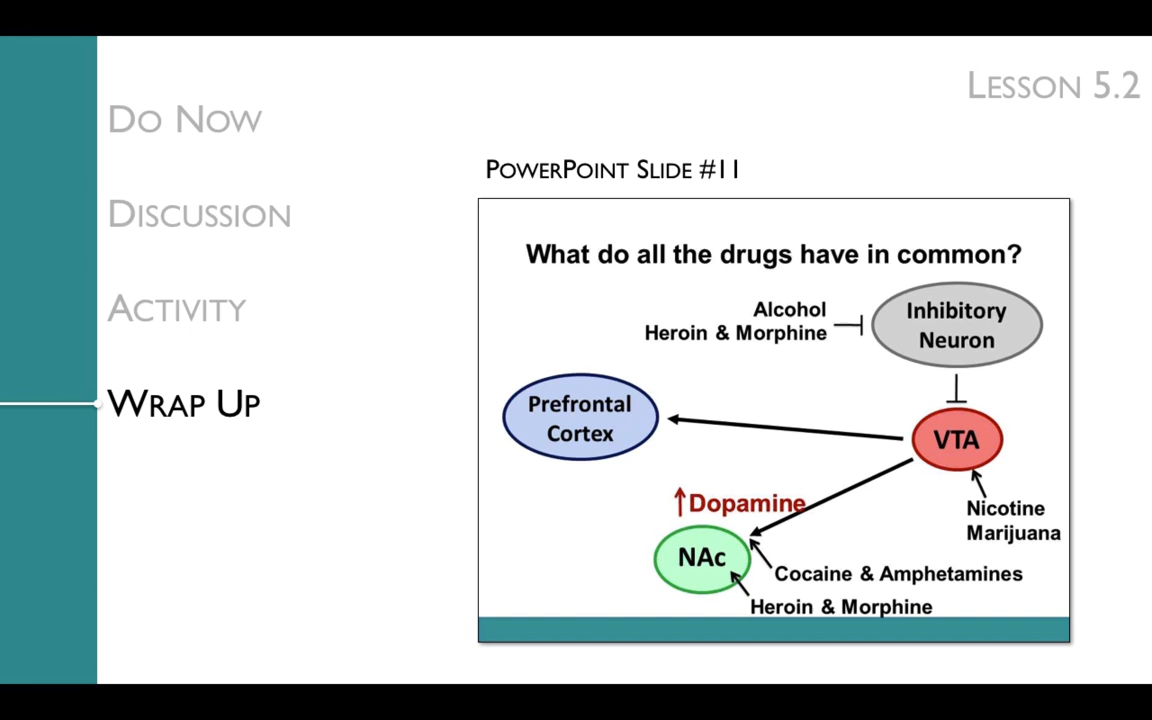 LESSON 5.2
DO NOW
DISCUSSION
ACTIVITY
WRAP UP
POWERPOINT SLIDE #11
What do all the drugs have in common?
Alcohol
Heroin & Morphine
Inhibitory
Neuron
Prefrontal
Cortex
VTA
↑Dopamine
Nicotine
Marijuana
NAc
Cocaine & Amphetamines
Heroin & Morphine